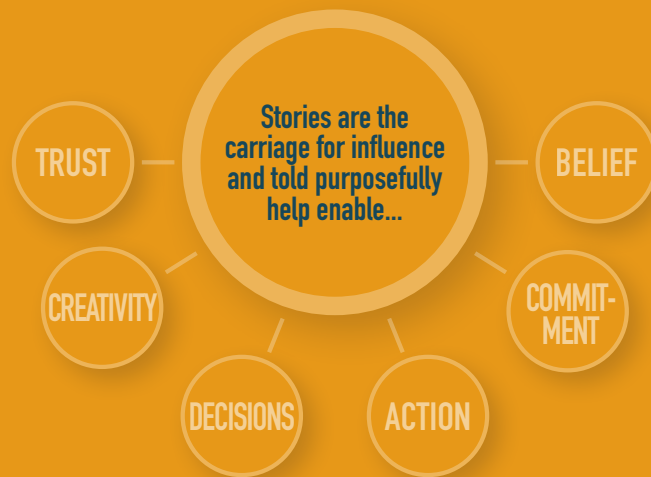 Stories are the
carriage for influence
and told purposefully
help enable...
TRUST
CREATIVITY
DECISIONS
ACTION
COMMIT-
MENT
BELIEF